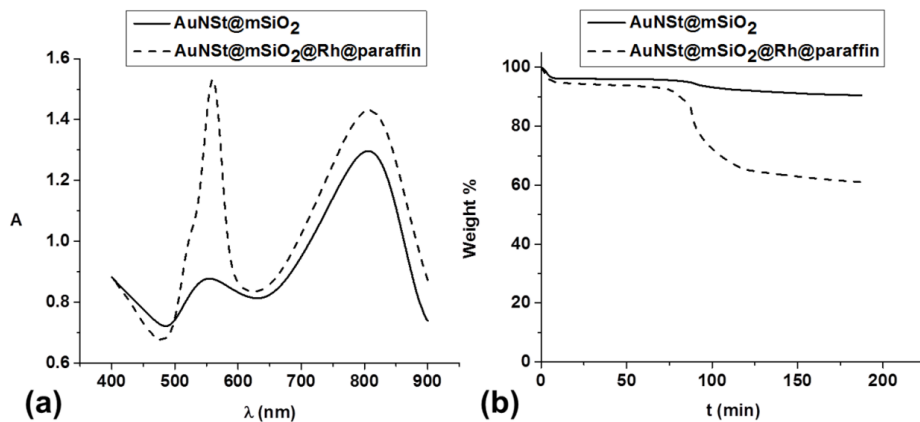 AuNSt@mSiO2
AuNSt@mSiO2@Rh@paraffin
1.6
1.4
1.2
1.0
0.8
0.6
A
400 500 600 700 800 900
λ (nm)
(a)
AuNSt@mSiO2
AuNSt@mSiO2@Rh@paraffin
100
80
60
40
20
0
Weight %
0 50 100 150 200
t (min)
(b)